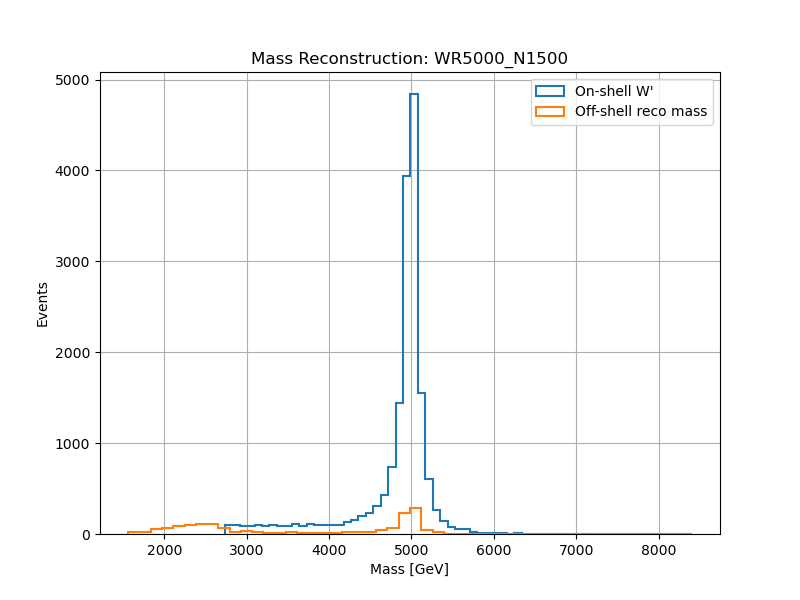 Mass Reconstruction: WR5000_N1500
On-shell W'
Off-shell reco mass
5000
4000
3000
2000
1000
0
Events
2000 3000 4000 5000 6000 7000 8000
Mass [GeV]